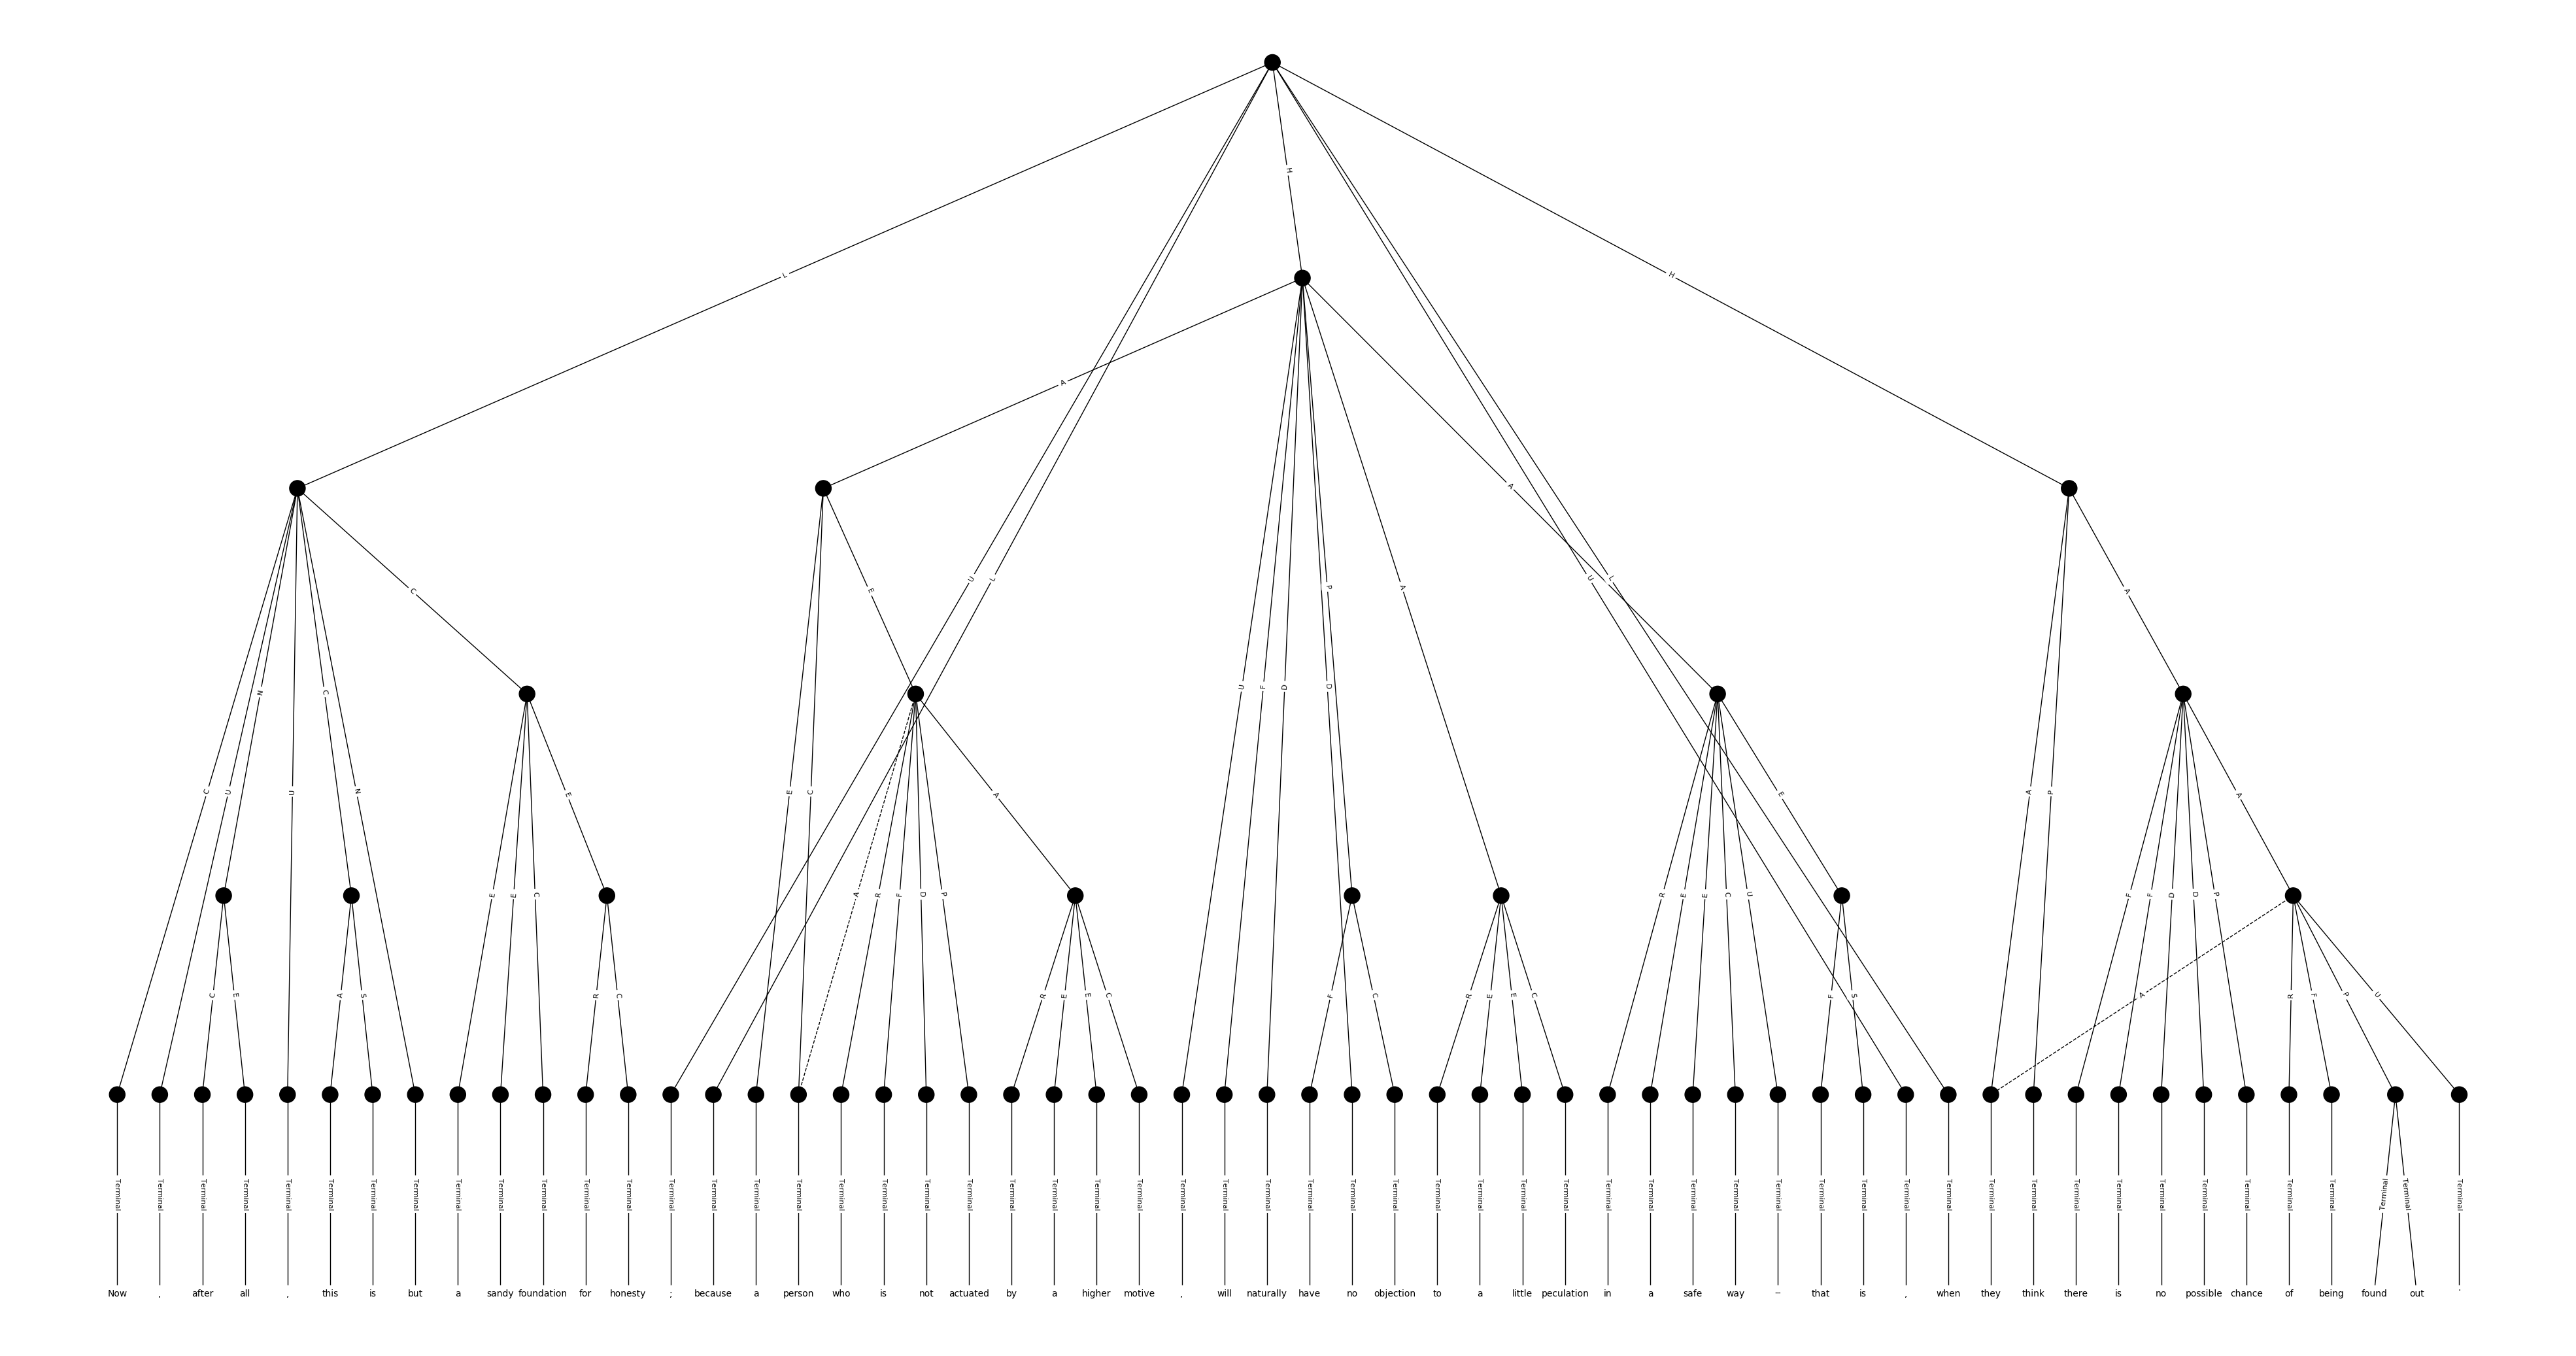 H
L
H
A
A
U
L
U
L
C
E
P
A
A
N
C
U
F
D
D
C
U
U
N
E
E
C
A
E
A
P
A
E
E
C
A
R
F
D
P
R
E
E
C
U
F
F
D
D
P
C
E
A
S
R
C
R
E
E
C
F
C
R
E
E
C
F
S
A
R
F
P
U
Terminal Terminal Terminal Terminal Terminal Terminal Terminal Terminal Terminal Terminal Terminal Terminal Terminal Terminal Terminal Terminal Terminal Terminal Terminal Terminal Terminal Terminal Terminal Terminal Terminal Terminal Terminal Terminal Terminal Terminal Terminal Terminal Terminal Terminal Terminal Terminal Terminal Terminal Terminal Terminal Terminal Terminal Terminal Terminal Terminal Terminal Terminal Terminal Terminal Terminal Terminal Terminal Terminal Terminal Terminal Terminal
Now , after all , this is but a sandy foundation for honesty ; because a person who is not actuated by a higher motive , will naturally have no objection to a little peculation in a safe way -- that is , when they think there is no possible chance of being found out .